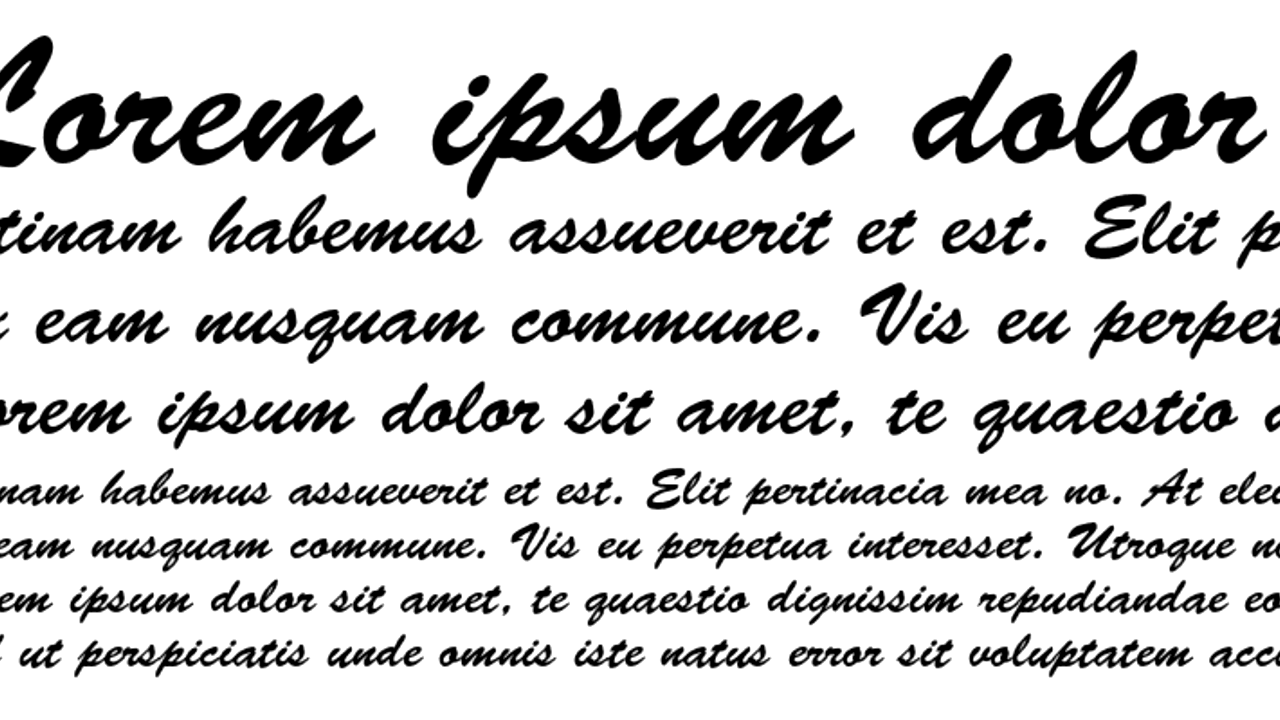 Lorem ipsum dolor
tinam habemus assueverit et est. Elit p
eam nusquam commune. Vis eu perpet
orem ipsum dolor sit amet, te quaestio
nam habemus assueverit et est. Elit pertinacia mea no. At elec
eam nusquam commune. Vis eu perpetua interesset. Utroque n
em ipsum dolor sit amet, te quaestio dignissim repudiandae eo
ut perspiciatis unde omnis iste natus error sit voluptatem acc